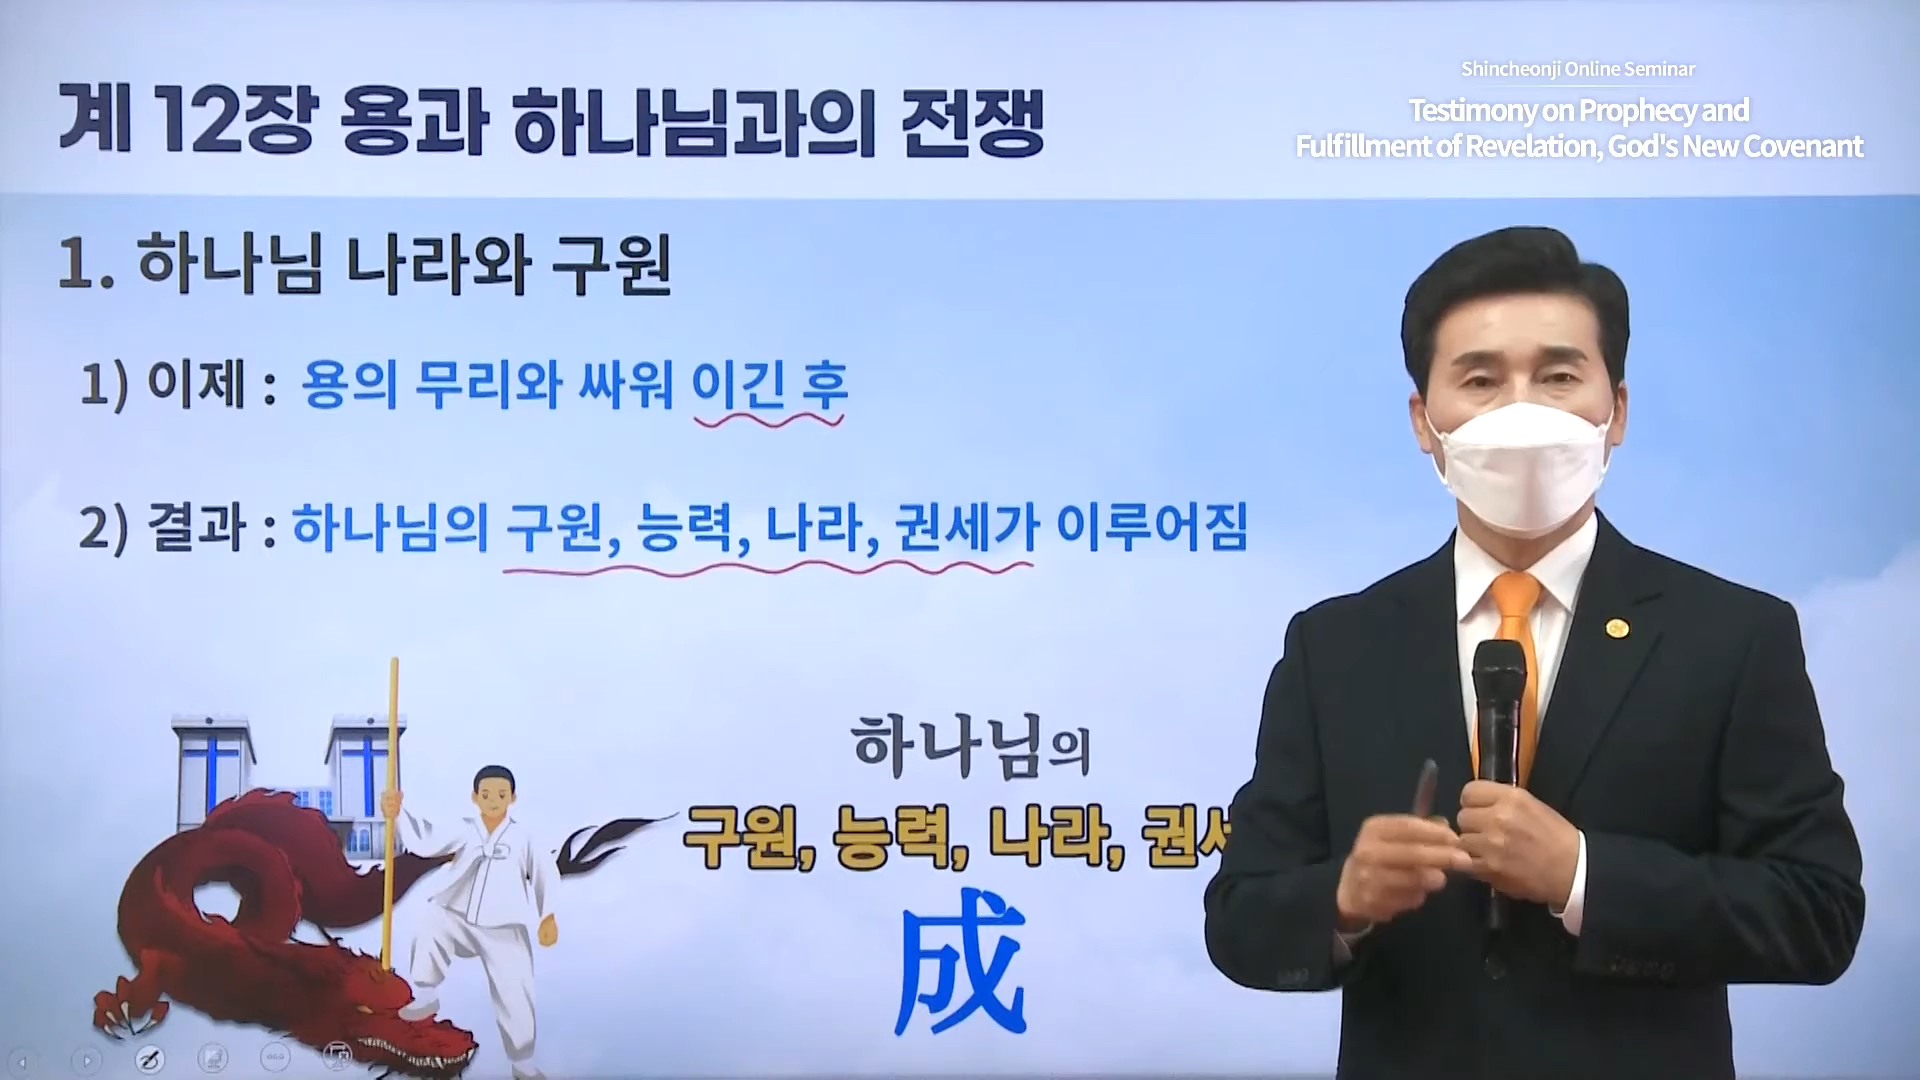 계 12장 용과 하나님과의 전쟁
Shincheonji Online Seminar
Testimony on Prophecy and
Fulfillment of Revelation, God's New Covenant
1. 하나님 나라와 구원
1) 이제 : 용의 무리와 싸워 이긴 후
2) 결과 : 하나님의 구원, 능력, 나라, 권세가 이루어짐
하나님의
구원, 능력, 나라,
成